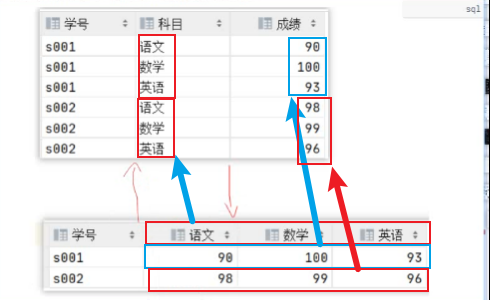 sql
学号 科目 成绩
s001 语文 90
s001 数学 100
s001 英语 93
s002 语文 98
s002 数学 99
s002 英语 96
学号 语文 数学 英语
s001 90 100 93
s002 98 99 96